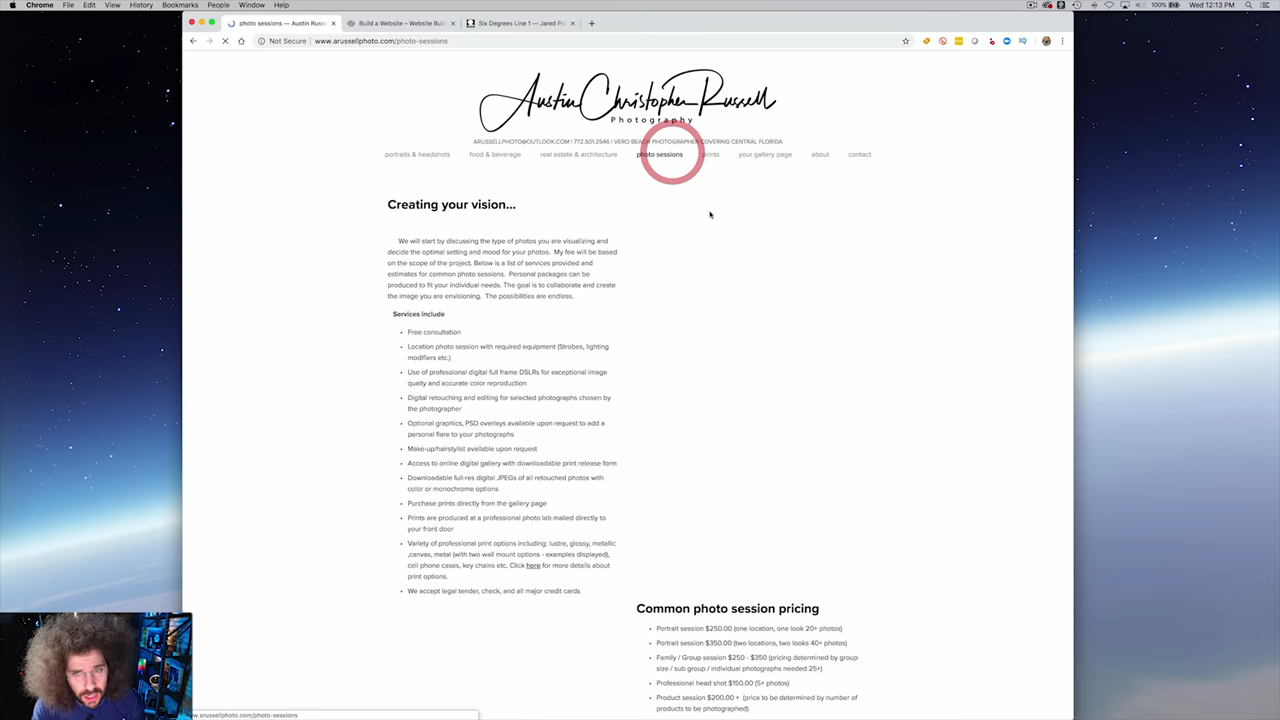 Chrome File Edit View History Bookmarks People Window Help
100% Wed 12:13 PM
photo sessions — Austin Russ
Build a Website – Website Buil
Six Degrees Line 1 — Jared Po
Not Secure | www.arussellphoto.com/photo-sessions
Austin Christopher Russell
Photography
ARUSSELLPHOTO@OUTLOOK.COM | 772.501.2546 | VERO BEACH PHOTOGRAPHER COVERING CENTRAL FLORIDA
portraits & headshots food & beverage real estate & architecture photo sessions prints your gallery page about contact
Creating your vision...
We will start by discussing the type of photos you are visualizing and
decide the optimal setting and mood for your photos. My fee will be based
on the scope of the project. Below is a list of services provided and
estimates for common photo sessions. Personal packages can be
produced to fit your individual needs. The goal is to collaborate and create
the image you are envisioning. The possibilities are endless.
Services include
• Free consultation
• Location photo session with required equipment (Strobes, lighting
modifiers etc.)
• Use of professional digital full frame DSLRs for exceptional image
quaity and accurate color reproduction
• Digital retouching and editing for selected photographs chosen by
the photographer
• Optional graphics, PSD overlays available upon request to add a
personal flare to your photographs
• Make-up/hairstylist available upon request
• Access to online digital gallery with downloadable print release form
• Downloadable full-res digital JPEGs of all retouched photos with
color or monochrome options
• Purchase prints directly from the gallery page
• Prints are produced at a professional photo lab mailed directly to
your front door
• Variety of professional print options including: lustre, glossy, metallic
,canvas, metal (with two wall mount options - examples displayed),
cell phone cases, key chains etc. Click here for more details about
print options.
• We accept legal tender, check, and all major credit cards
Common photo session pricing
• Portrait session $250.00 (one location, one look 20+ photos)
• Portrait session $350.00 (two locations, two looks 40+ photos)
• Family / Group session $250 - $350 (pricing determined by group
size / sub group / individual photographs needed 25+)
• Professional head shot $150.00 (5+ photos)
• Product session $200.00 + (price to be determined by number of
products to be photographed)
www.arussellphoto.com/photo-sessions